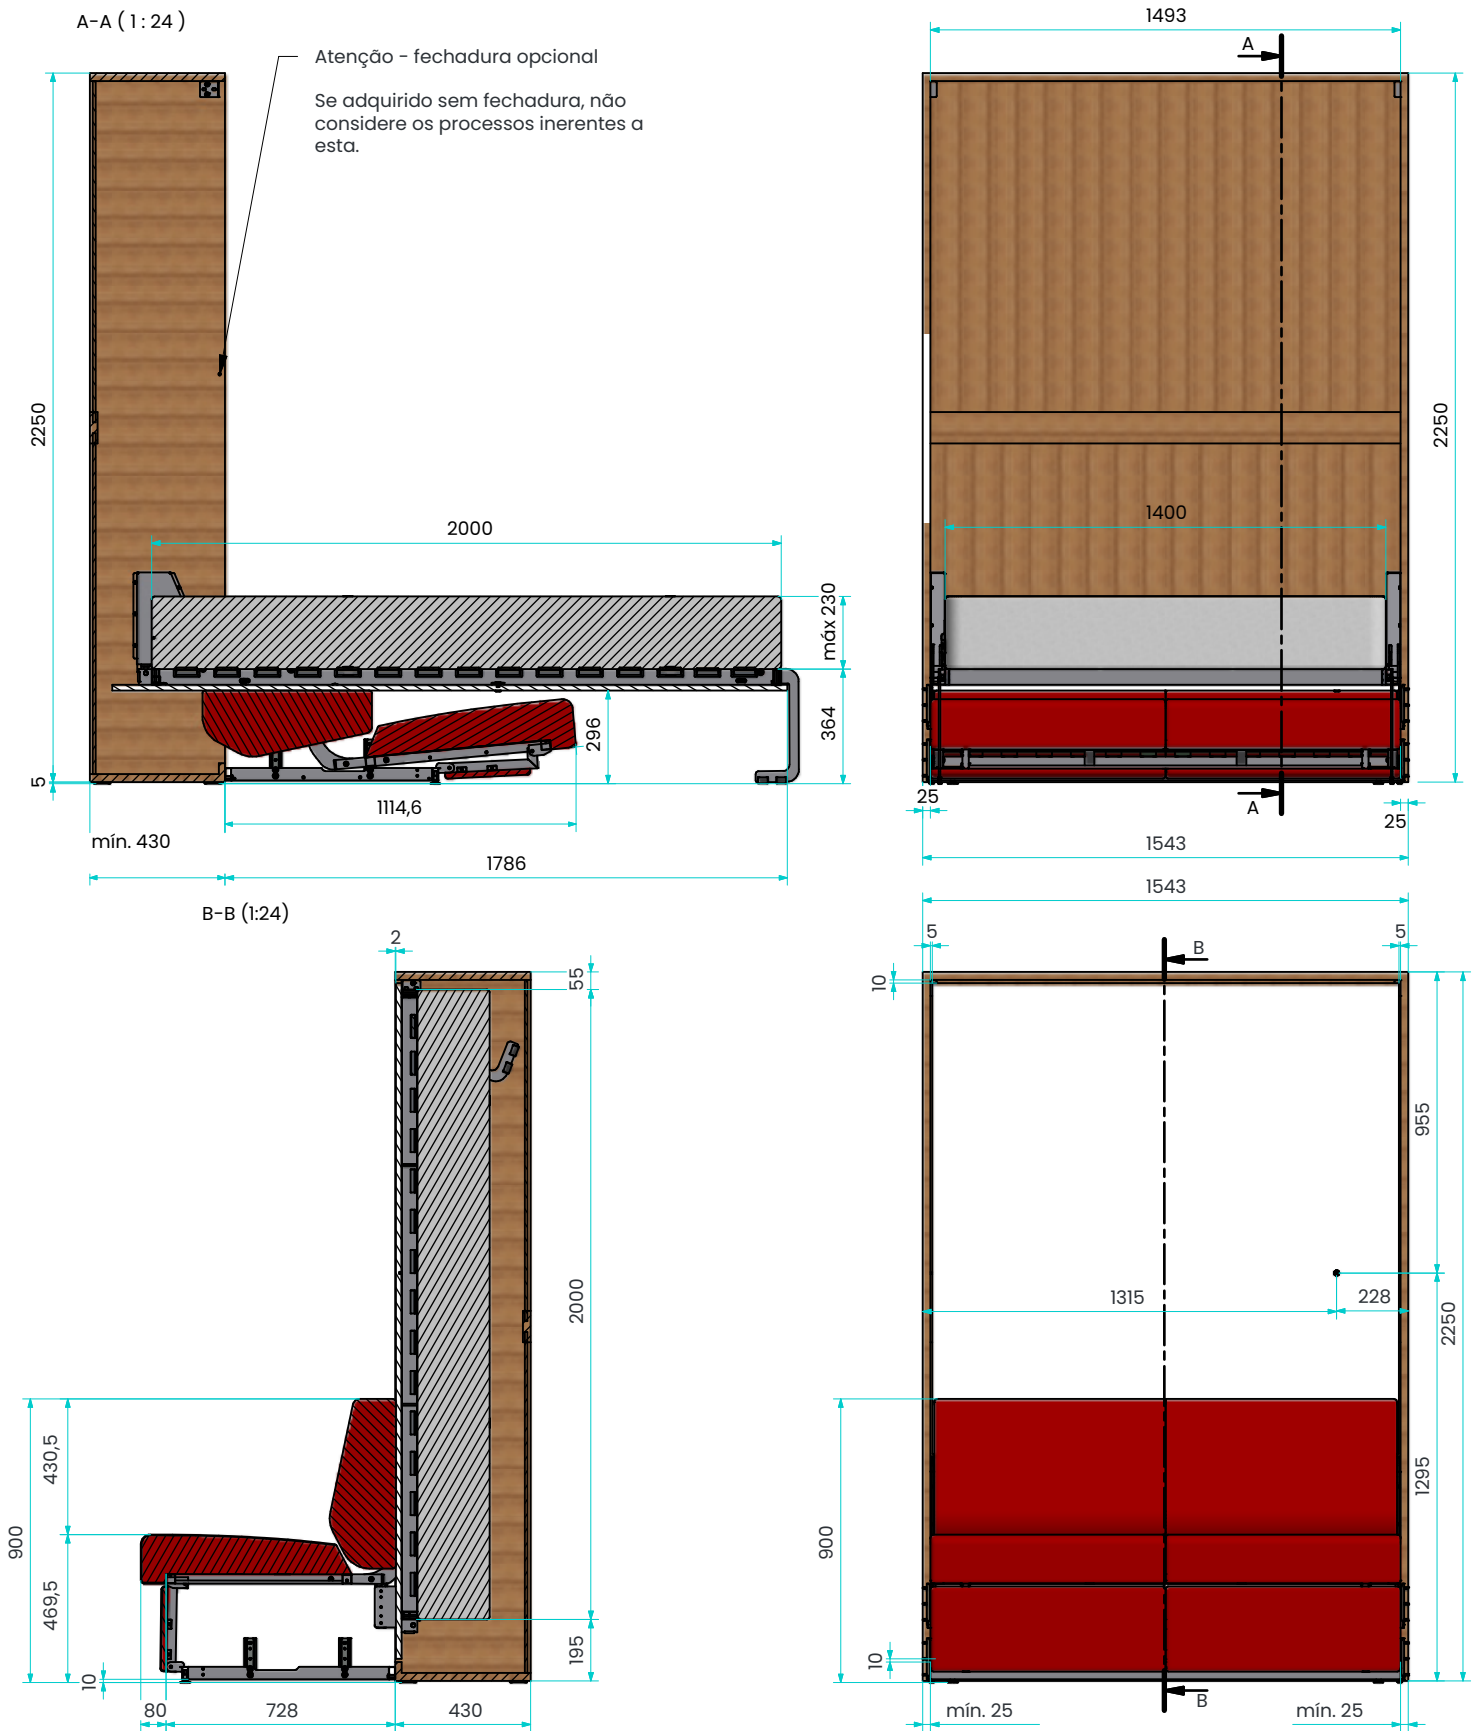 A-A ( 1 : 24 )
Atenção - fechadura opcional
Se adquirido sem fechadura, não
considere os processos inerentes a
esta.
2250
5
2000
máx 230
364
296
1114,6
mín. 430
1786
1493
A
2250
1400
25
A
25
1543
B-B (1:24)
2
55
2000
195
430,5
900
469,5
10
80
728
430
1543
5
B
5
10
955
1315
228
2250
1295
900
10
mín. 25
B
mín. 25